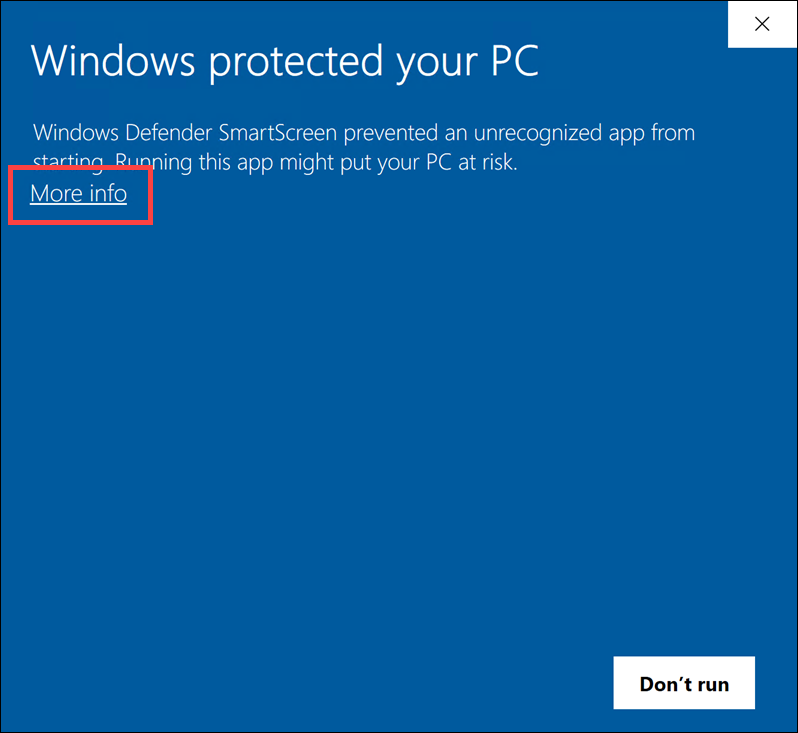 Windows protected your PC
Windows Defender SmartScreen prevented an unrecognized app from
starting. Running this app might put your PC at risk.
More info
Don’t run